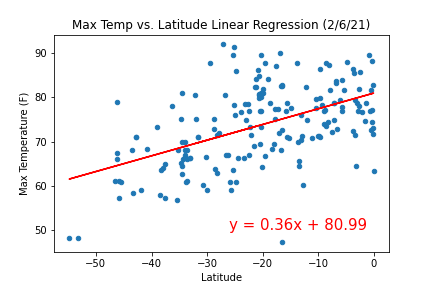 Max Temp vs. Latitude Linear Regression (2/6/21)
90
80
70
60
50
Max Temperature (F)
y = 0.36x + 80.99
−50
−40
−30
−20
−10
0
Latitude